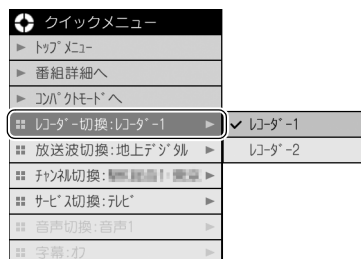 クイックメニュー
トップメニュー
番組詳細へ
コンパクトモードへ
レコーダー切換:レコーダー1
✔ レコーダー1
レコーダー2
放送波切換:地上デジタル
チャンネル切換:
サービス切換:テレビ
音声切換:音声1
字幕:オフ